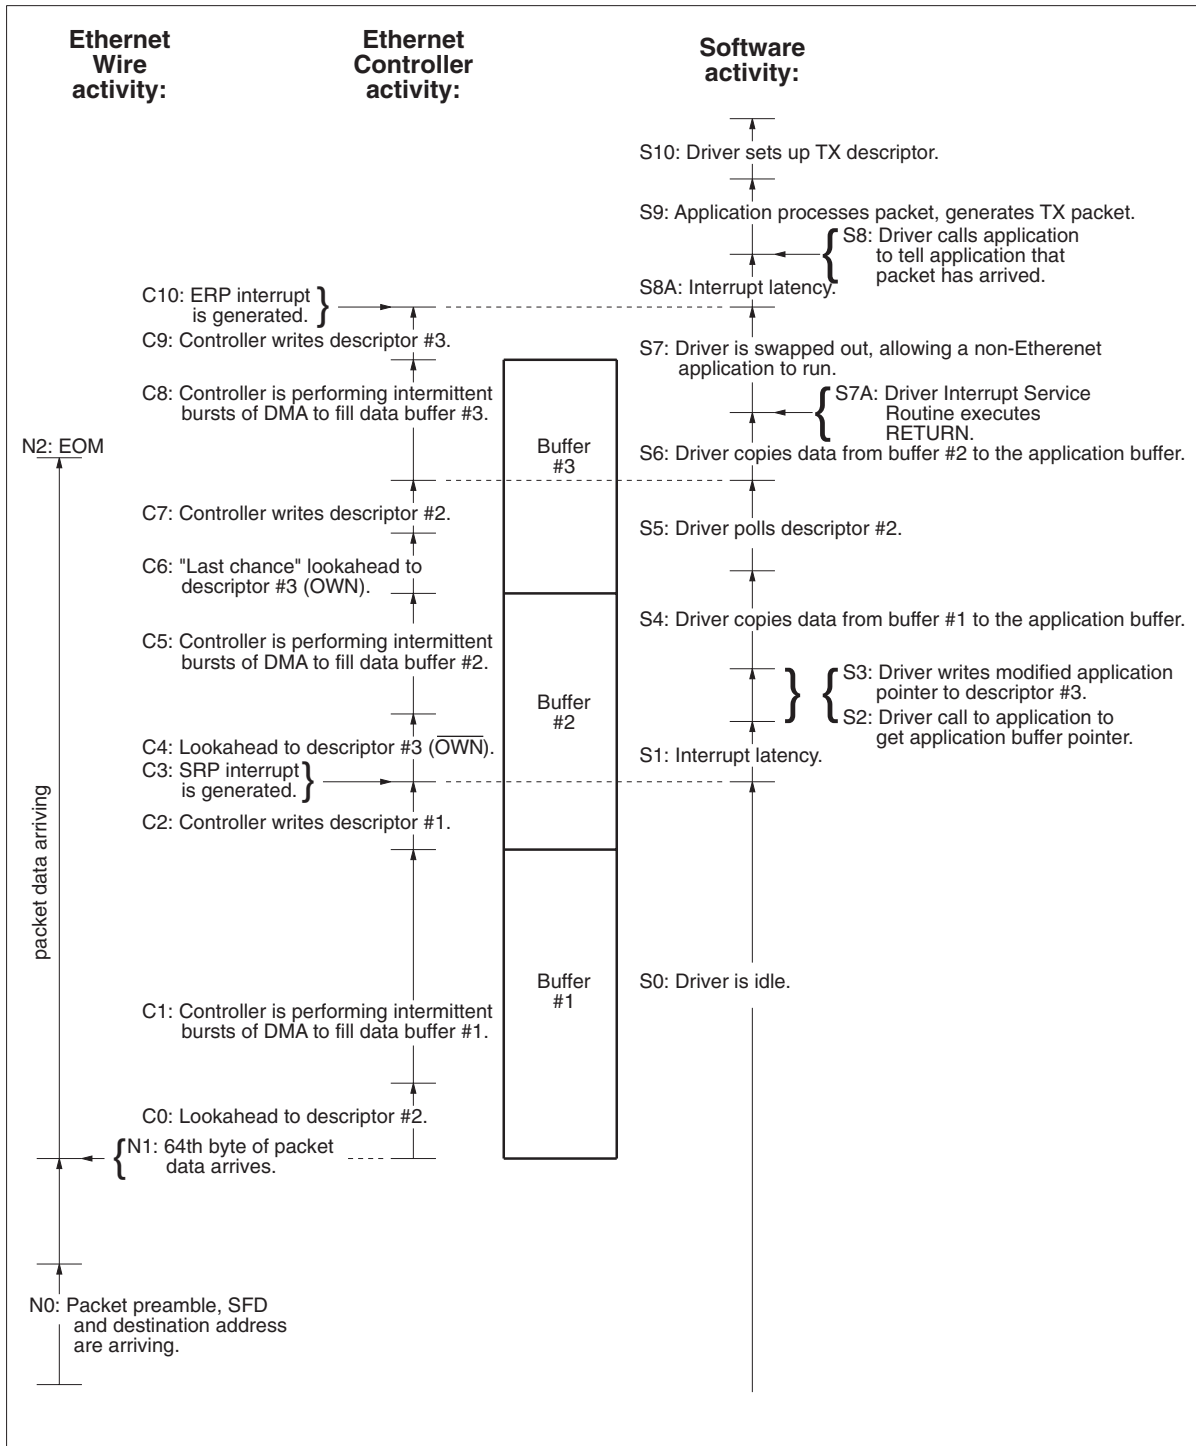 Ethernet
Wire
activity:
Ethernet
Controller
activity:
Software
activity:
S10: Driver sets up TX descriptor.
S9: Application processes packet, generates TX packet.
S8: Driver calls application
to tell application that
packet has arrived.
S8A: Interrupt latency.
C10: ERP interrupt
is generated.
C9: Controller writes descriptor #3.
S7: Driver is swapped out, allowing a non-Etherenet
application to run.
C8: Controller is performing intermittent
bursts of DMA to fill data buffer #3.
S7A: Driver Interrupt Service
Routine executes
RETURN.
N2: EOM
Buffer
#3
S6: Driver copies data from buffer #2 to the application buffer.
C7: Controller writes descriptor #2.
S5: Driver polls descriptor #2.
C6: "Last chance" lookahead to
descriptor #3 (OWN).
S4: Driver copies data from buffer #1 to the application buffer.
C5: Controller is performing intermittent
bursts of DMA to fill data buffer #2.
S3: Driver writes modified application
pointer to descriptor #3.
Buffer
#2
S2: Driver call to application to
get application buffer pointer.
C4: Lookahead to descriptor #3 (O̅W̅N̅).
S1: Interrupt latency.
C3: SRP interrupt
is generated.
C2: Controller writes descriptor #1.
packet data arriving
Buffer
#1
S0: Driver is idle.
C1: Controller is performing intermittent
bursts of DMA to fill data buffer #1.
C0: Lookahead to descriptor #2.
N1: 64th byte of packet
data arrives.
N0: Packet preamble, SFD
and destination address
are arriving.